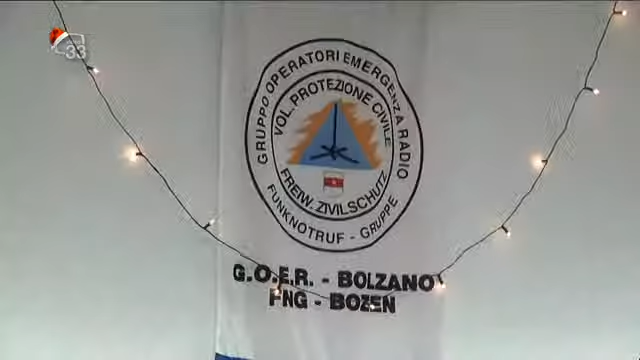 33
GRUPPO OPERATORI EMERGENZA RADIO
VOL. PROTEZIONE CIVILE
FREIW. ZIVILSCHUTZ
FUNKNOTRUF - GRUPPE
G.O.E.R. - BOLZANO
FNG - BOZEN